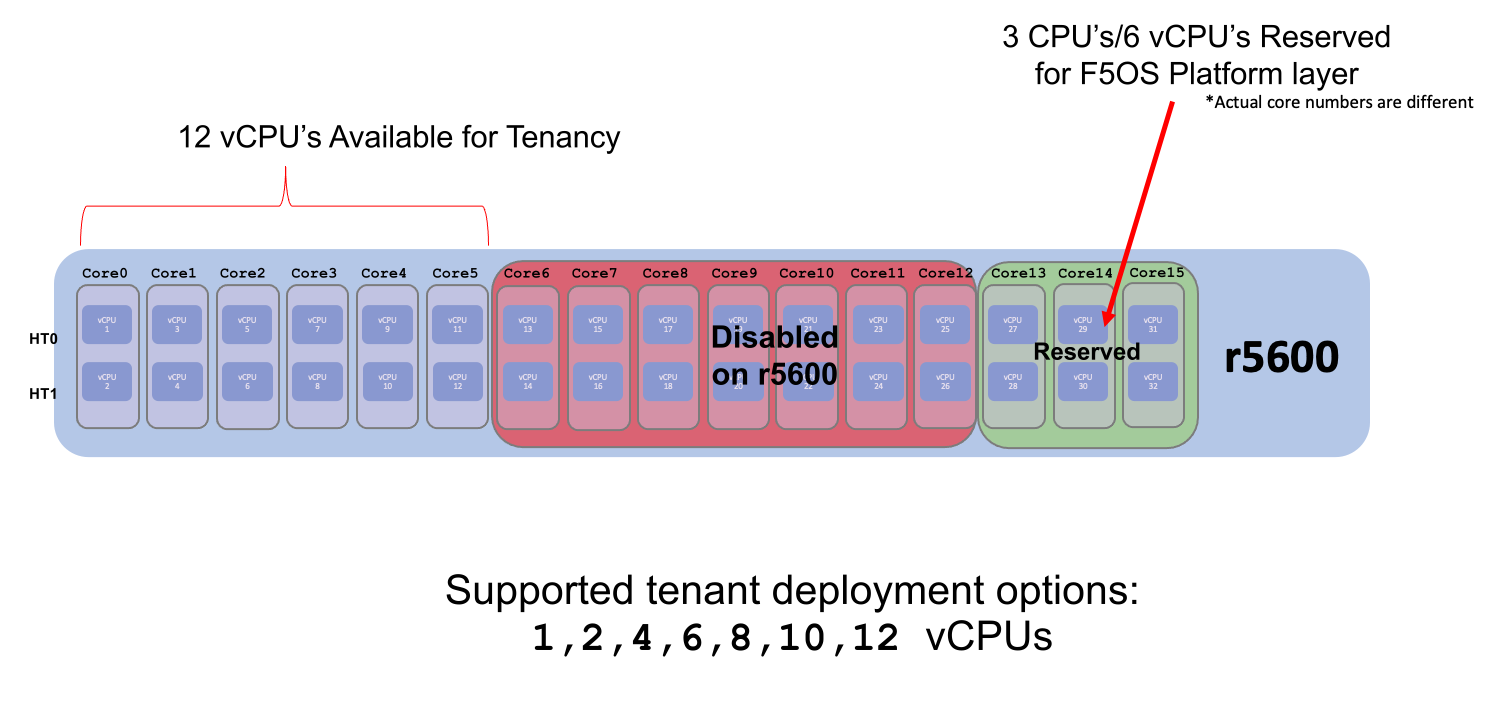 3 CPU's/6 vCPU's Reserved
for F5OS Platform layer
*Actual core numbers are different
12 vCPU's Available for Tenancy
Core0 Core1 Core2 Core3 Core4 Core5 Core6 Core7 Core8 Core9 Core10 Core11 Core12 Core13 Core14 Core15
HT0
vCPU vCPU vCPU vCPU vCPU vCPU vCPU vCPU vCPU vCPU vCPU vCPU vCPU vCPU vCPU
1 3 5 7 9 11 13 15 17 21 23 25 27 29 31
Disabled
on r5600
Reserved
r5600
HT1
vCPU vCPU vCPU vCPU vCPU vCPU vCPU vCPU vCPU vCPU vCPU vCPU vCPU vCPU vCPU vCPU
2 4 6 8 10 12 14 16 18 20 22 24 26 28 30 32
Supported tenant deployment options:
1,2,4,6,8,10,12 vCPUs